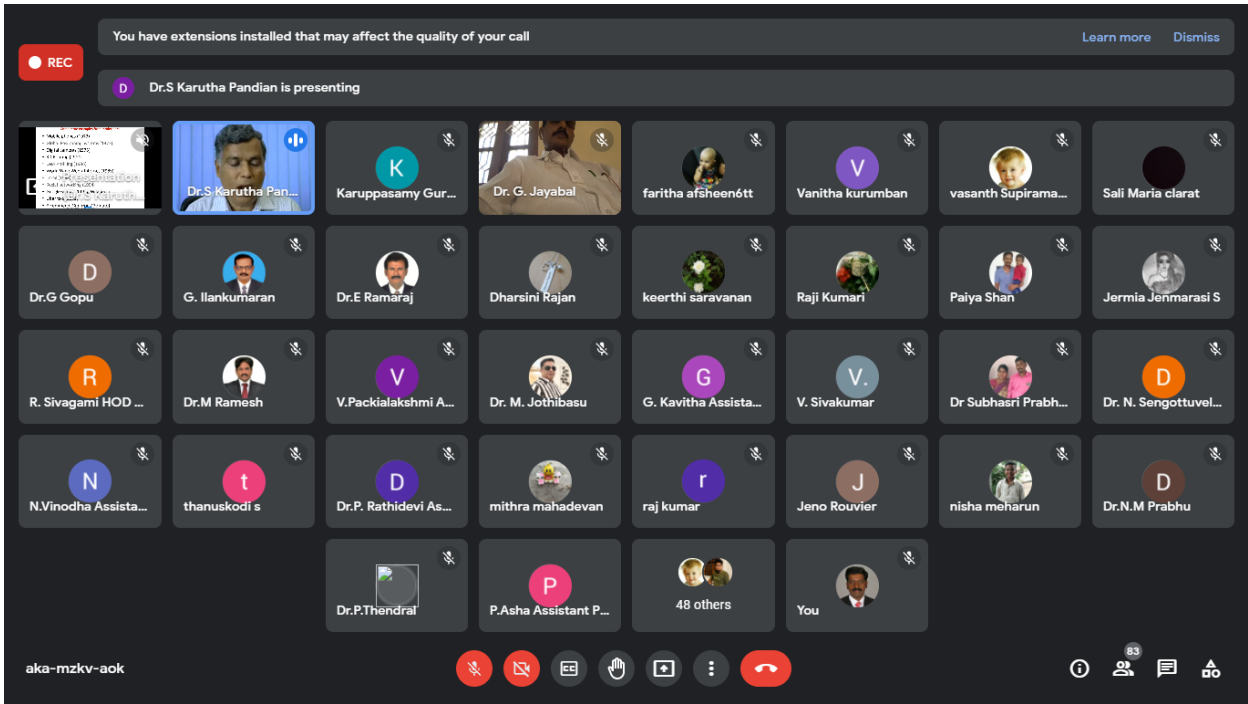 You have extensions installed that may affect the quality of your call
Learn more
Dismiss
REC
D
Dr.S Karutha Pandian is presenting
Presentation
Dr.S Karutha Pan...
K
Karuppasamy Gur...
Dr. G. Jayabal
faritha afsheen6tt
V
Vanitha kurumban
vasanth Supirama...
Sali Maria clarat
D
Dr.G Gopu
G. Ilankumaran
Dr.E Ramaraj
Dharsini Rajan
keerthi saravanan
Raji Kumari
Paiya Shan
Jermia Jenmarasi S
R
R. Sivagami HOD ...
Dr.M Ramesh
V
V.Packialakshmi A...
Dr. M. Jothibasu
G
G. Kavitha Assista...
V.
V. Sivakumar
Dr Subhasri Prabh...
D
Dr. N. Sengottuvel...
N
N.Vinodha Assista...
t
thanuskodi s
D
Dr.P. Rathidevi As...
mithra mahadevan
r
raj kumar
J
Jeno Rouvier
nisha meharun
D
Dr.N.M Prabhu
Dr.P.Thendral
P
P.Asha Assistant P...
48 others
You
aka-mzkv-aok
CC
83